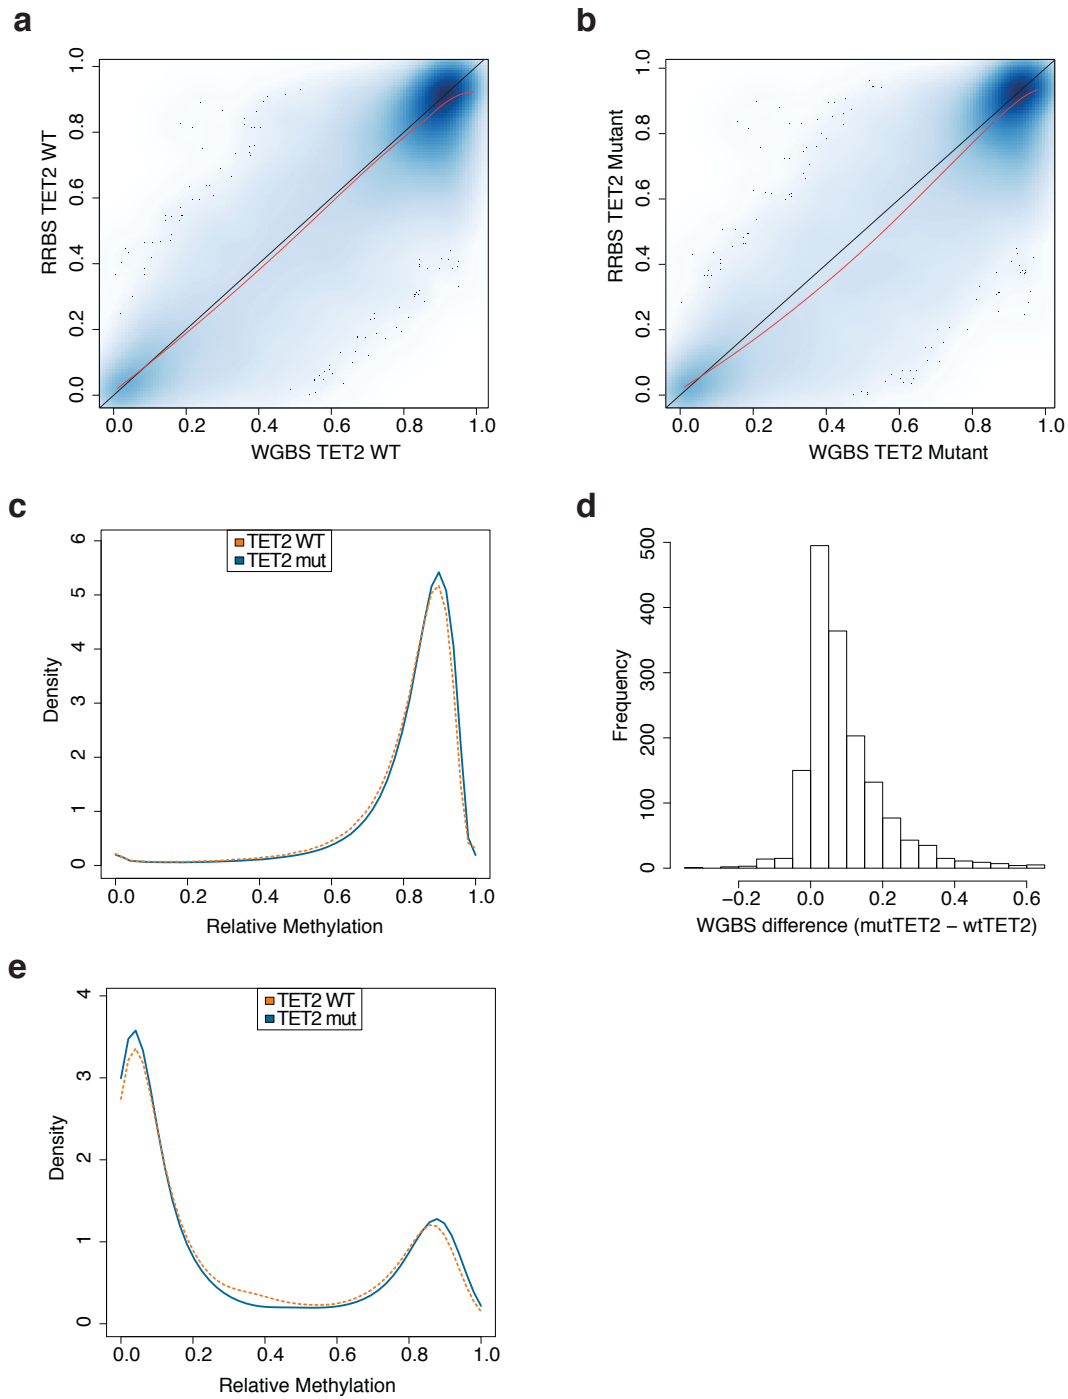 a
1.0
0.8
0.6
0.4
0.2
0.0
RRBS TET2 WT
0.0 0.2 0.4 0.6 0.8 1.0
WGBS TET2 WT
b
1.0
0.8
0.6
0.4
0.2
0.0
RRBS TET2 Mutant
0.0 0.2 0.4 0.6 0.8 1.0
WGBS TET2 Mutant
c
TET2 WT
TET2 mut
6
5
4
3
2
1
0
Density
0.0 0.2 0.4 0.6 0.8 1.0
Relative Methylation
d
500
400
300
200
100
0
Frequency
−0.2 0.0 0.2 0.4 0.6
WGBS difference (mutTET2 − wtTET2)
e
TET2 WT
TET2 mut
4
3
2
1
0
Density
0.0 0.2 0.4 0.6 0.8 1.0
Relative Methylation